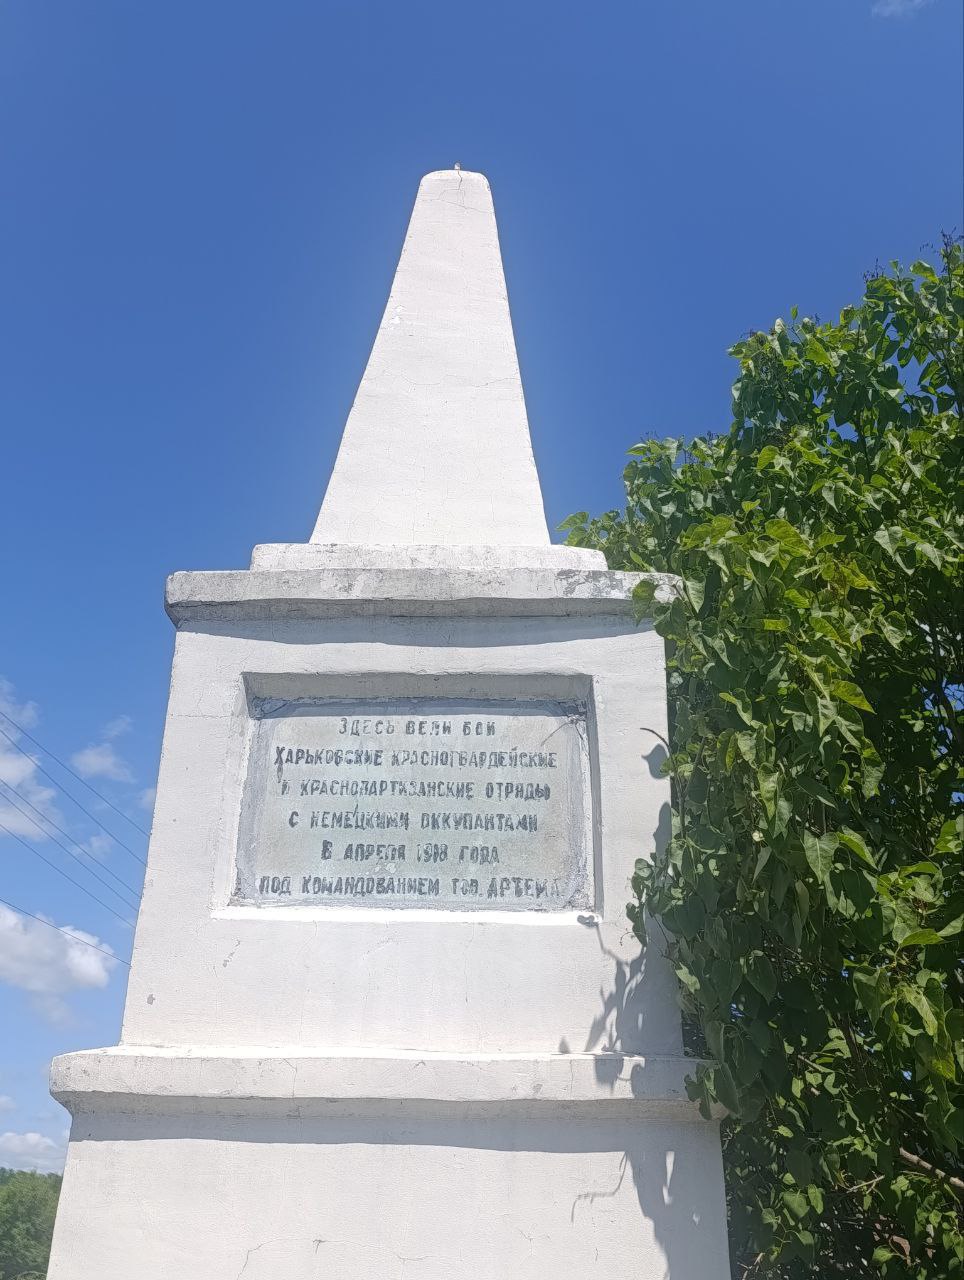 ЗДЕСЬ ВЕЛИ БОИ
ХАРЬКОВСКИЕ КРАСНОГВАРДЕЙСКИЕ
И КРАСНОПАРТИЗАНСКИЕ ОТРЯДЫ
С НЕМЕЦКИМИ ОККУПАНТАМИ
В АПРЕЛЕ 1918 ГОДА
ПОД КОМАНДОВАНИЕМ ТОВ. АРТЕМА